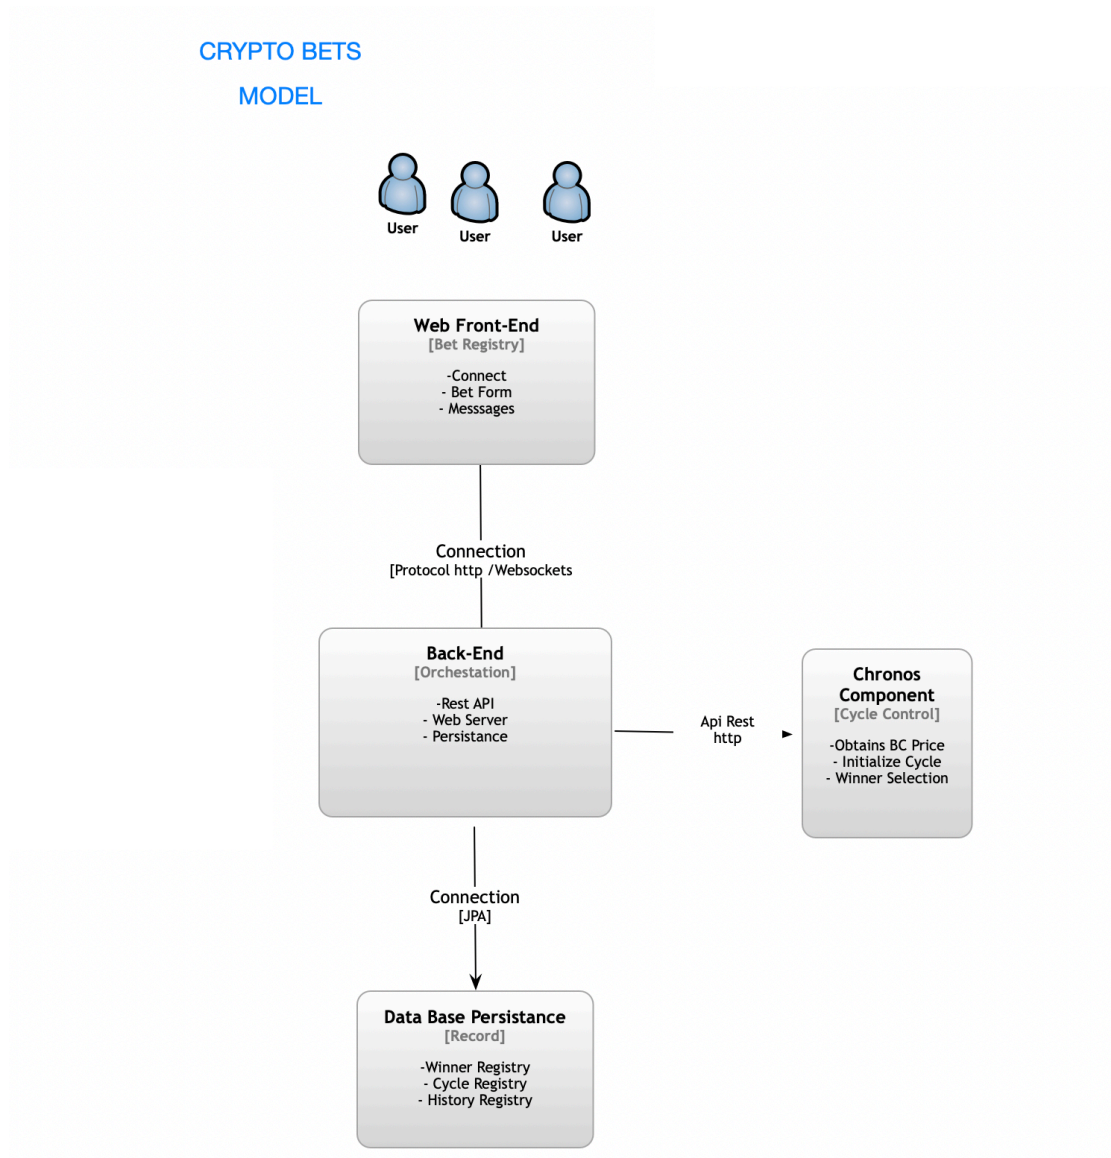 CRYPTO BETS
MODEL
User
User
User
Web Front-End
[Bet Registry]
-Connect
- Bet Form
- Messsages
Connection
[Protocol http /Websockets
Back-End
[Orchestation]
-Rest API
- Web Server
- Persistance
Api Rest
http
Chronos
Component
[Cycle Control]
-Obtains BC Price
- Initialize Cycle
- Winner Selection
Connection
[JPA]
Data Base Persistance
[Record]
-Winner Registry
- Cycle Registry
- History Registry